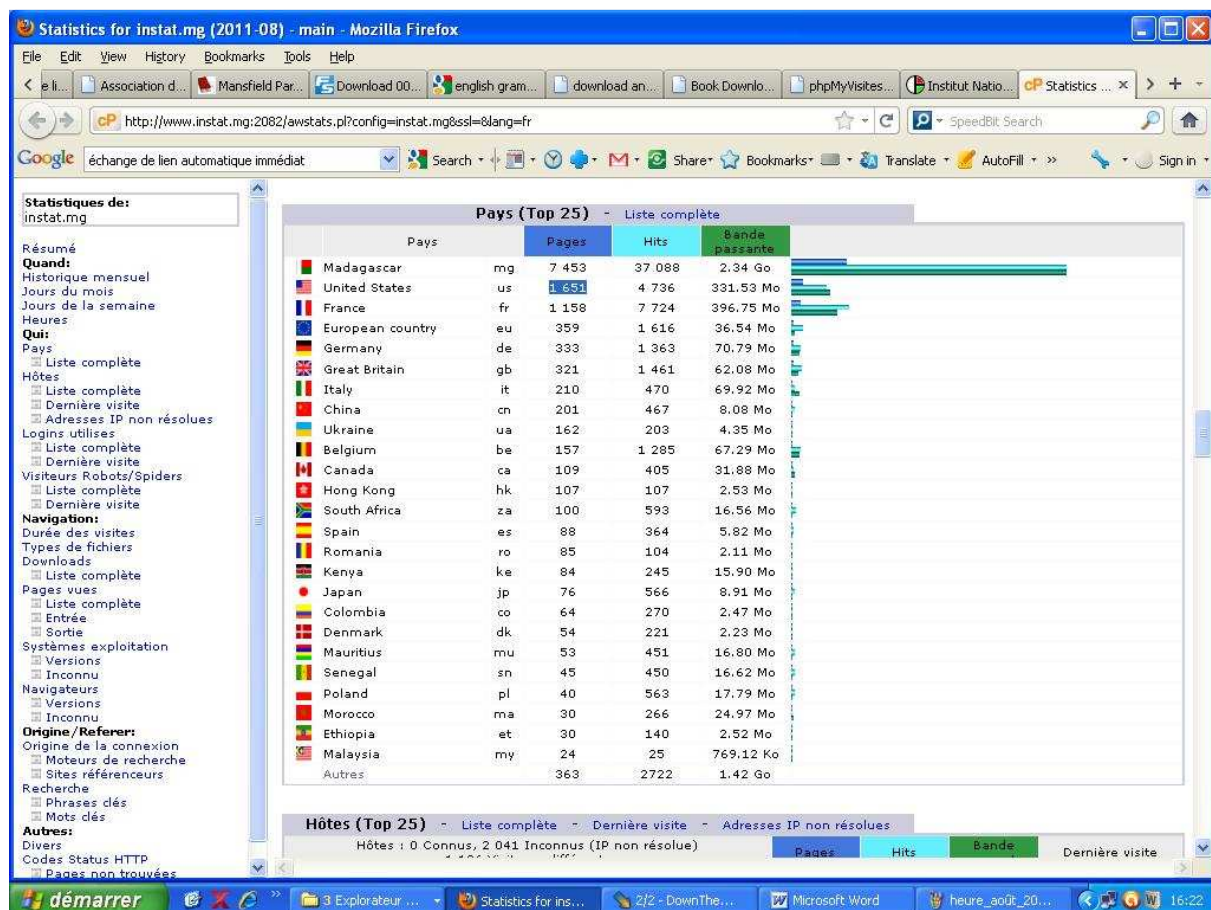 Statistics for instat.mg (2011-08) - main - Mozilla Firefox
File Edit View History Bookmarks Tools Help
e li... Association d... Mansfield Par... Download 00... english gram... download an... Book Downlo... phpMyVisites... Institut Natio... cP Statistics ...
cP http://www.instat.mg:2082/awstats.pl?config=instat.mg&ssl=&lang=fr SpeedBit Search
Google échange de lien automatique immédiat Search Share Bookmarks Translate AutoFill » Sign in
Statistiques de:
instat.mg
Résumé
Quand:
Historique mensuel
Jours du mois
Jours de la semaine
Heures
Qui:
Pays
Liste complète
Hôtes
Liste complète
Dernière visite
Adresses IP non résolues
Logins utilises
Liste complète
Dernière visite
Visiteurs Robots/Spiders
Liste complète
Dernière visite
Navigation:
Durée des visites
Types de fichiers
Downloads
Liste complète
Pages vues
Liste complète
Entrée
Sortie
Systèmes exploitation
Versions
Inconnu
Navigateurs
Versions
Inconnu
Origine/Referer:
Origine de la connexion
Moteurs de recherche
Sites référenceurs
Recherche
Phrases clés
Mots clés
Autres:
Divers
Codes Status HTTP
Pages non trouvées
Pays (Top 25) - Liste complète
Pays Pages Hits Bande passante
Madagascar mg 7 453 37 088 2.34 Go
United States us 1 651 4 736 331.53 Mo
France fr 1 158 7 724 396.75 Mo
European country eu 359 1 616 36.54 Mo
Germany de 333 1 363 70.79 Mo
Great Britain gb 321 1 461 62.08 Mo
Italy it 210 470 69.92 Mo
China cn 201 467 8.08 Mo
Ukraine ua 162 203 4.35 Mo
Belgium be 157 1 285 67.29 Mo
Canada ca 109 405 31.88 Mo
Hong Kong hk 107 107 2.53 Mo
South Africa za 100 593 16.56 Mo
Spain es 88 364 5.82 Mo
Romania ro 85 104 2.11 Mo
Kenya ke 84 245 15.90 Mo
Japan jp 76 566 8.91 Mo
Colombia co 64 270 2.47 Mo
Denmark dk 54 221 2.23 Mo
Mauritius mu 53 451 16.80 Mo
Senegal sn 45 450 16.62 Mo
Poland pl 40 563 17.79 Mo
Morocco ma 30 266 24.97 Mo
Ethiopia et 30 140 2.52 Mo
Malaysia my 24 25 769.12 Ko
Autres 363 2722 1.42 Go
Hôtes (Top 25) - Liste complète - Dernière visite - Adresses IP non résolues
Hôtes : 0 Connus, 2 041 Inconnus (IP non résolue)
Pages Hits Bande Dernière visite
démarrer » 3 Explorateur ... Statistics for ins... 2/2 - DownThe... Microsoft Word heure_août_20... 16:22